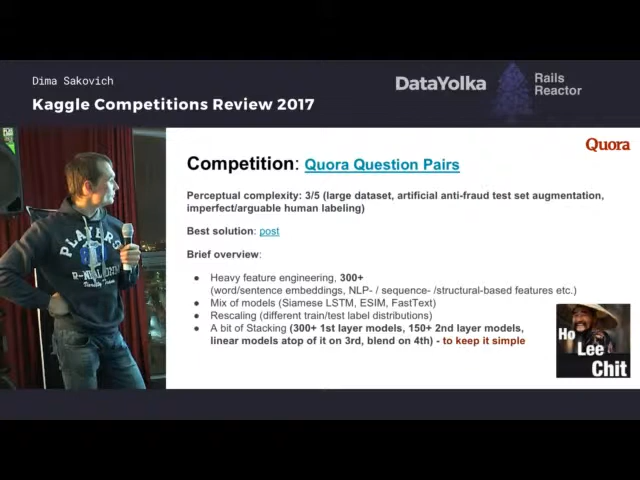 Dima Sakovich
Kaggle Competitions Review 2017
DataYolka
Rails
Reactor
Quora
Competition: Quora Question Pairs
Perceptual complexity: 3/5 (large dataset, artificial anti-fraud test set augmentation,
imperfect/arguable human labeling)
Best solution: post
Brief overview:
● Heavy feature engineering, 300+
(word/sentence embeddings, NLP- / sequence- /structural-based features etc.)
● Mix of models (Siamese LSTM, ESIM, FastText)
● Rescaling (different train/test label distributions)
● A bit of Stacking (300+ 1st layer models, 150+ 2nd layer models,
linear models atop of it on 3rd, blend on 4th) - to keep it simple
Ho
Lee
Chit
PLAYERS